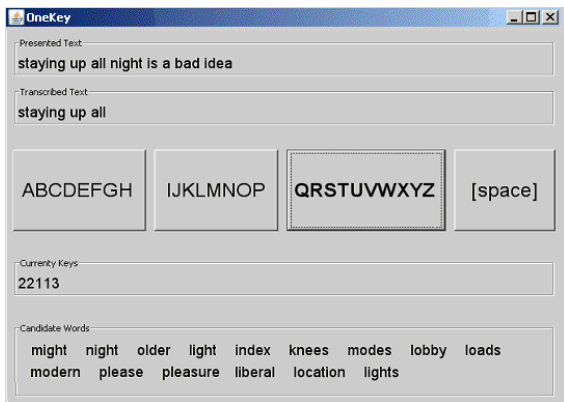 OneKey
Presented Text
staying up all night is a bad idea
Transcribed Text
staying up all
ABCDEFGH IJKLMNOP QRSTUVWXYZ [space]
Currenty Keys
22113
Candidate Words
might night older light index knees modes lobby loads
modern please pleasure liberal location lights